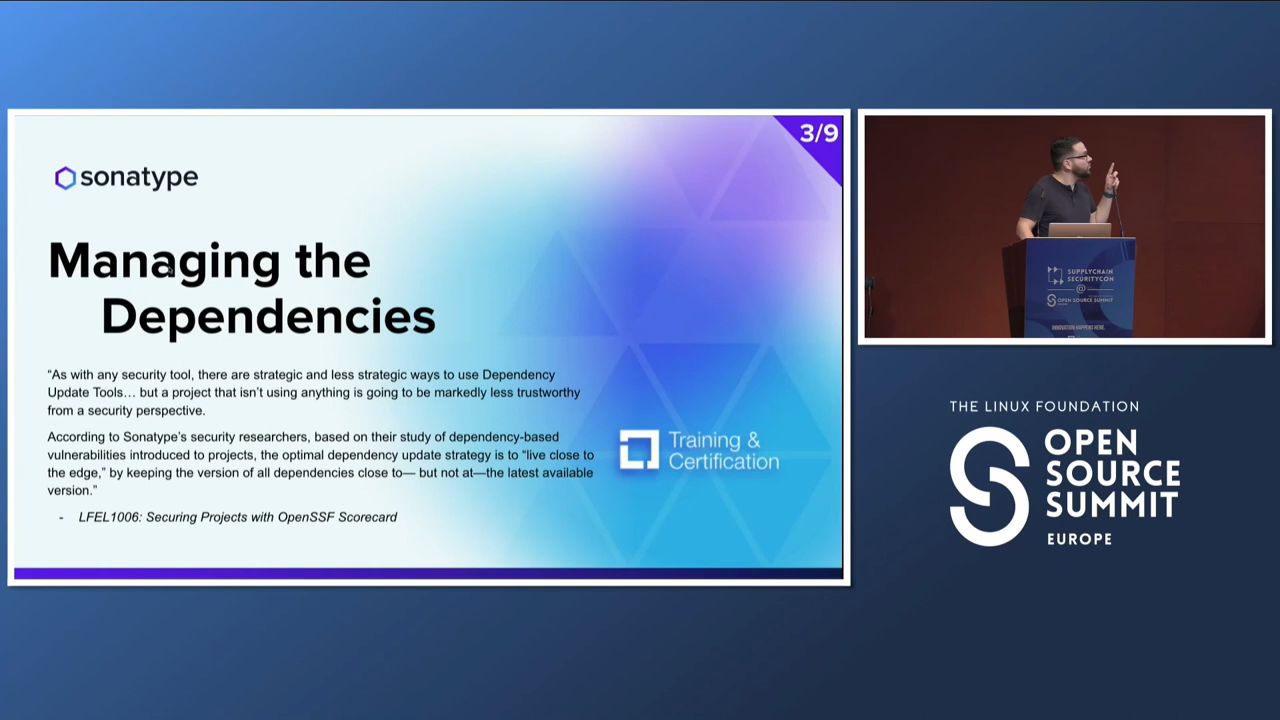 3/9
sonatype
Managing the
Dependencies
“As with any security tool, there are strategic and less strategic ways to use Dependency
Update Tools… but a project that isn’t using anything is going to be markedly less trustworthy
from a security perspective.
According to Sonatype’s security researchers, based on their study of dependency-based
vulnerabilities introduced to projects, the optimal dependency update strategy is to “live close to
the edge,” by keeping the version of all dependencies close to— but not at—the latest available
version.”
- LFEL1006: Securing Projects with OpenSSF Scorecard
Training &
Certification
SUPPLYCHAIN
SECURITYCON
@
OPEN SOURCE SUMMIT
INNOVATION HAPPENS HERE.
THE LINUX FOUNDATION
OPEN
SOURCE
SUMMIT
EUROPE